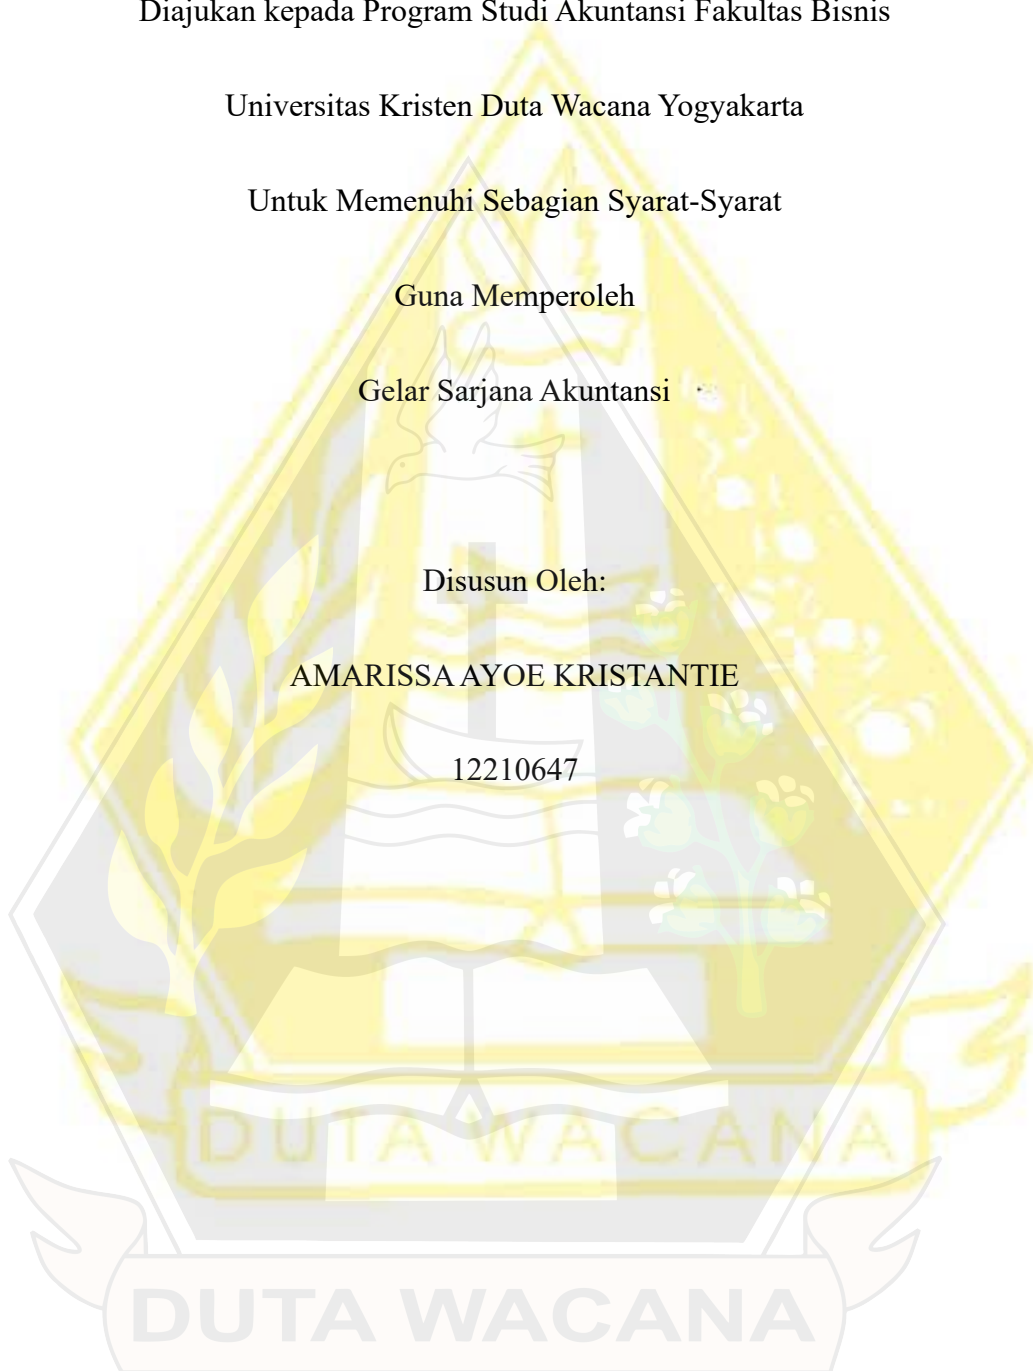 Diajukan kepada Program Studi Akuntansi Fakultas Bisnis
Universitas Kristen Duta Wacana Yogyakarta
Untuk Memenuhi Sebagian Syarat-Syarat
Guna Memperoleh
Gelar Sarjana Akuntansi
Disusun Oleh:
AMARISSA AYOE KRISTANTIE
12210647
DUTA WACANA
DUTA WACANA